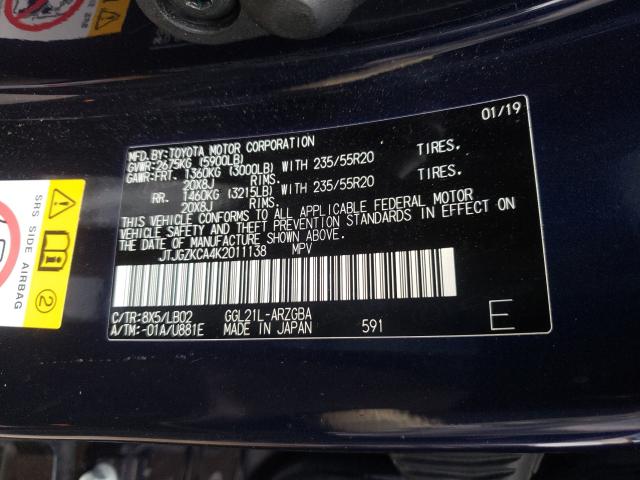 01/19
MFD.BY:TOYOTA MOTOR CORPORATION
GVWR:2675KG (5900LB)
GAWR:FRT. 1360KG (3000LB) WITH 235/55R20 TIRES.
20X8J RIMS.
RR. 1460KG (3215LB) WITH 235/55R20 TIRES.
20X8J RIMS.
THIS VEHICLE CONFORMS TO ALL APPLICABLE FEDERAL MOTOR
VEHICLE SAFETY AND THEFT PREVENTION STANDARDS IN EFFECT ON
THE DATE OF MANUFACTURE SHOWN ABOVE.
JTJGZKCA4K2011138 MPV
C/TR:8X5/LB02 GGL21L-ARZGBA
A/TM:-01A/U881E MADE IN JAPAN 591 E
SRS SIDE AIRBAG
2